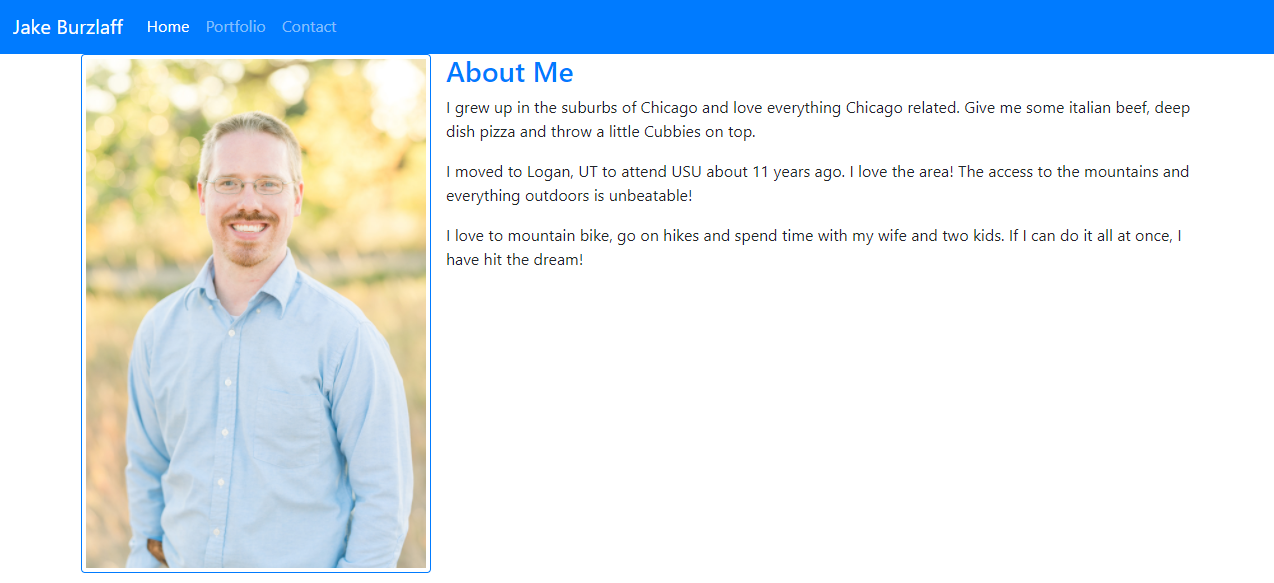 Jake Burzlaff Home Portfolio Contact
About Me
I grew up in the suburbs of Chicago and love everything Chicago related. Give me some italian beef, deep
dish pizza and throw a little Cubbies on top.
I moved to Logan, UT to attend USU about 11 years ago. I love the area! The access to the mountains and
everything outdoors is unbeatable!
I love to mountain bike, go on hikes and spend time with my wife and two kids. If I can do it all at once, I
have hit the dream!